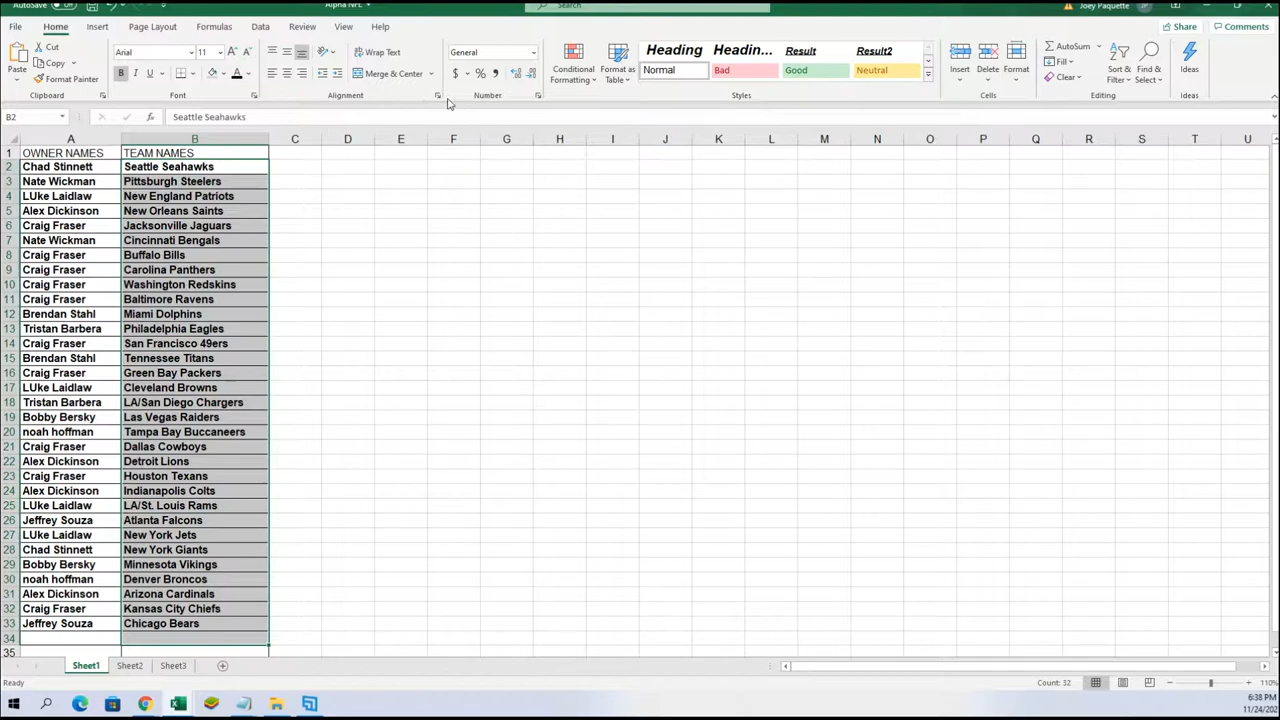 AutoSave Off Alpha NFL Search Joey Paquette JP
File Home Insert Page Layout Formulas Data Review View Help Share Comments
Paste Cut Copy Format Painter Clipboard
Arial 11 B I U Font
Wrap Text Merge & Center Alignment
General $ % Number
Conditional Formatting Format as Table
Heading Headin... Result Result2
Normal Bad Good Neutral
Styles
Insert Delete Format Cells
AutoSum Fill Clear Sort & Filter Find & Select Editing
Ideas Ideas
B2 fx Seattle Seahawks
A B C D E F G H I J K L M N O P Q R S T U
1 OWNER NAMES TEAM NAMES
2 Chad Stinnett Seattle Seahawks
3 Nate Wickman Pittsburgh Steelers
4 LUke Laidlaw New England Patriots
5 Alex Dickinson New Orleans Saints
6 Craig Fraser Jacksonville Jaguars
7 Nate Wickman Cincinnati Bengals
8 Craig Fraser Buffalo Bills
9 Craig Fraser Carolina Panthers
10 Craig Fraser Washington Redskins
11 Craig Fraser Baltimore Ravens
12 Brendan Stahl Miami Dolphins
13 Tristan Barbera Philadelphia Eagles
14 Craig Fraser San Francisco 49ers
15 Brendan Stahl Tennessee Titans
16 Craig Fraser Green Bay Packers
17 LUke Laidlaw Cleveland Browns
18 Tristan Barbera LA/San Diego Chargers
19 Bobby Bersky Las Vegas Raiders
20 noah hoffman Tampa Bay Buccaneers
21 Craig Fraser Dallas Cowboys
22 Alex Dickinson Detroit Lions
23 Craig Fraser Houston Texans
24 Alex Dickinson Indianapolis Colts
25 LUke Laidlaw LA/St. Louis Rams
26 Jeffrey Souza Atlanta Falcons
27 LUke Laidlaw New York Jets
28 Chad Stinnett New York Giants
29 Bobby Bersky Minnesota Vikings
30 noah hoffman Denver Broncos
31 Alex Dickinson Arizona Cardinals
32 Craig Fraser Kansas City Chiefs
33 Jeffrey Souza Chicago Bears
34
35
Sheet1 Sheet2 Sheet3
Ready Count: 32 110%
6:38 PM
11/24/202